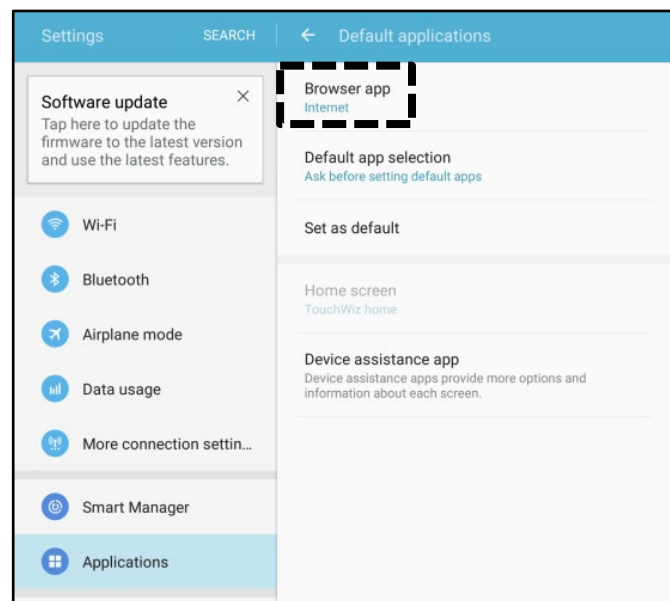 Settings
SEARCH
Software update
Tap here to update the
firmware to the latest version
and use the latest features.
Wi-Fi
Bluetooth
Airplane mode
Data usage
More connection settin...
Smart Manager
Applications
Default applications
Browser app
Internet
Default app selection
Ask before setting default apps
Set as default
Home screen
TouchWiz home
Device assistance app
Device assistance apps provide more options and
information about each screen.